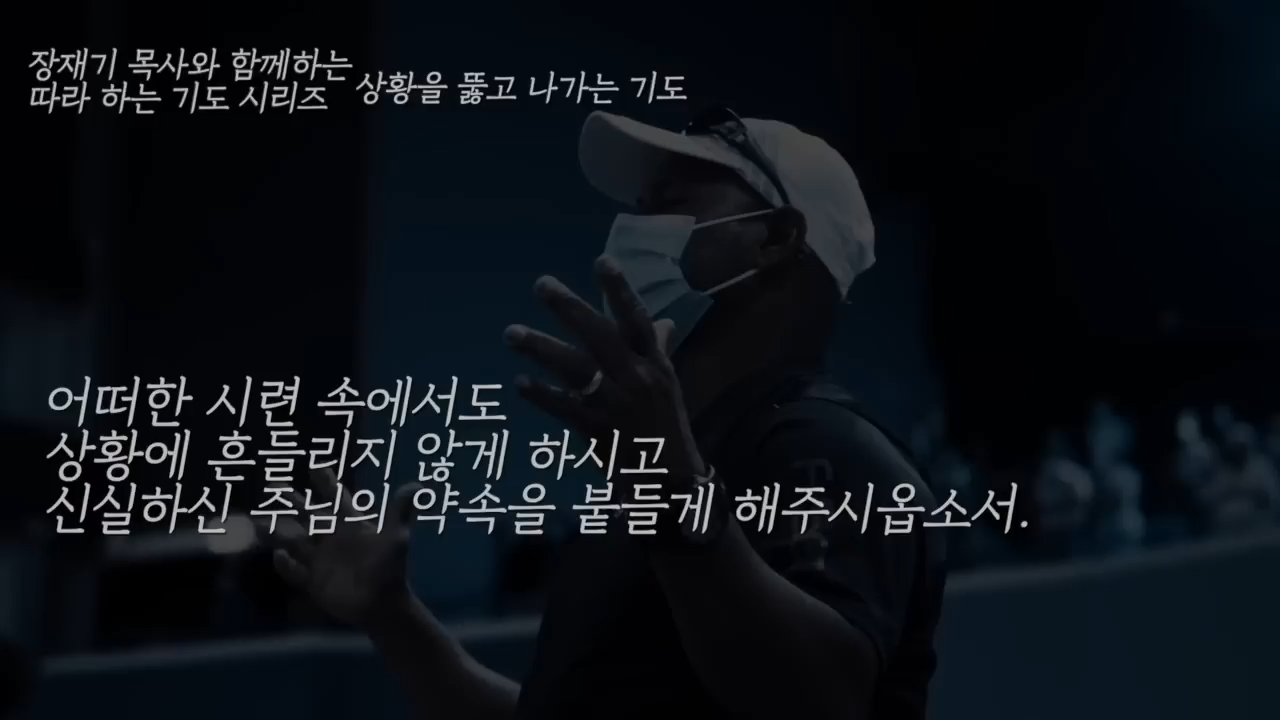 장재기 목사와 함께하는
따라 하는 기도 시리즈
상황을 뚫고 나가는 기도
어떠한 시련 속에서도
상황에 흔들리지 않게 하시고
신실하신 주님의 약속을 붙들게 해주시옵소서.